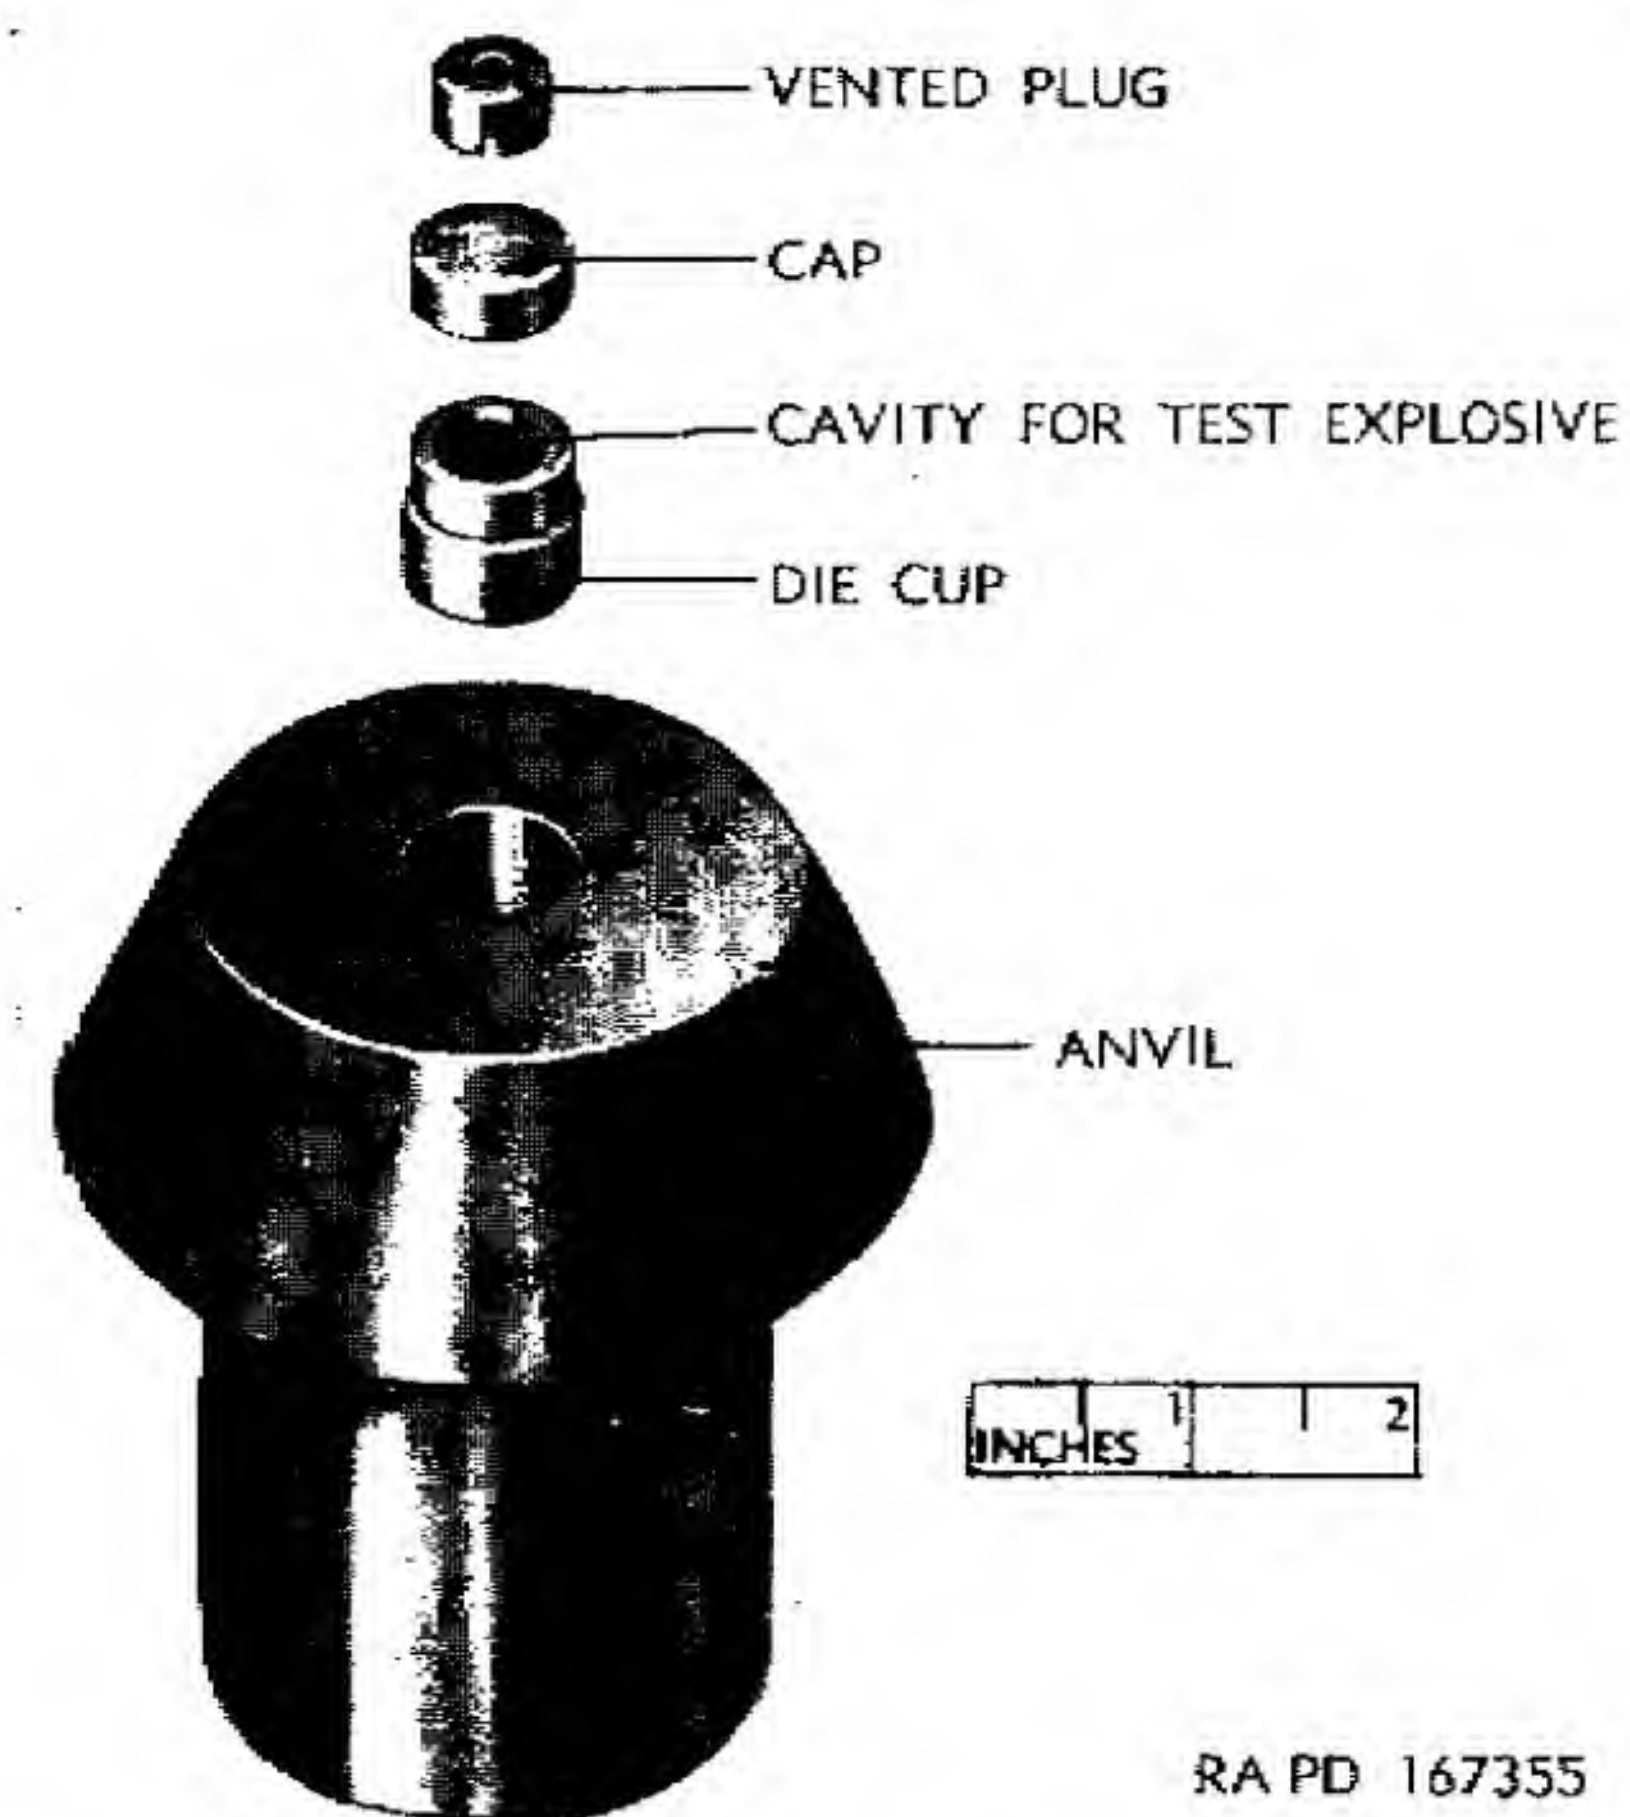 VENTED PLUG
CAP
CAVITY FOR TEST EXPLOSIVE
DIE CUP
ANVIL
1 2
INCHES
RA PD 167355